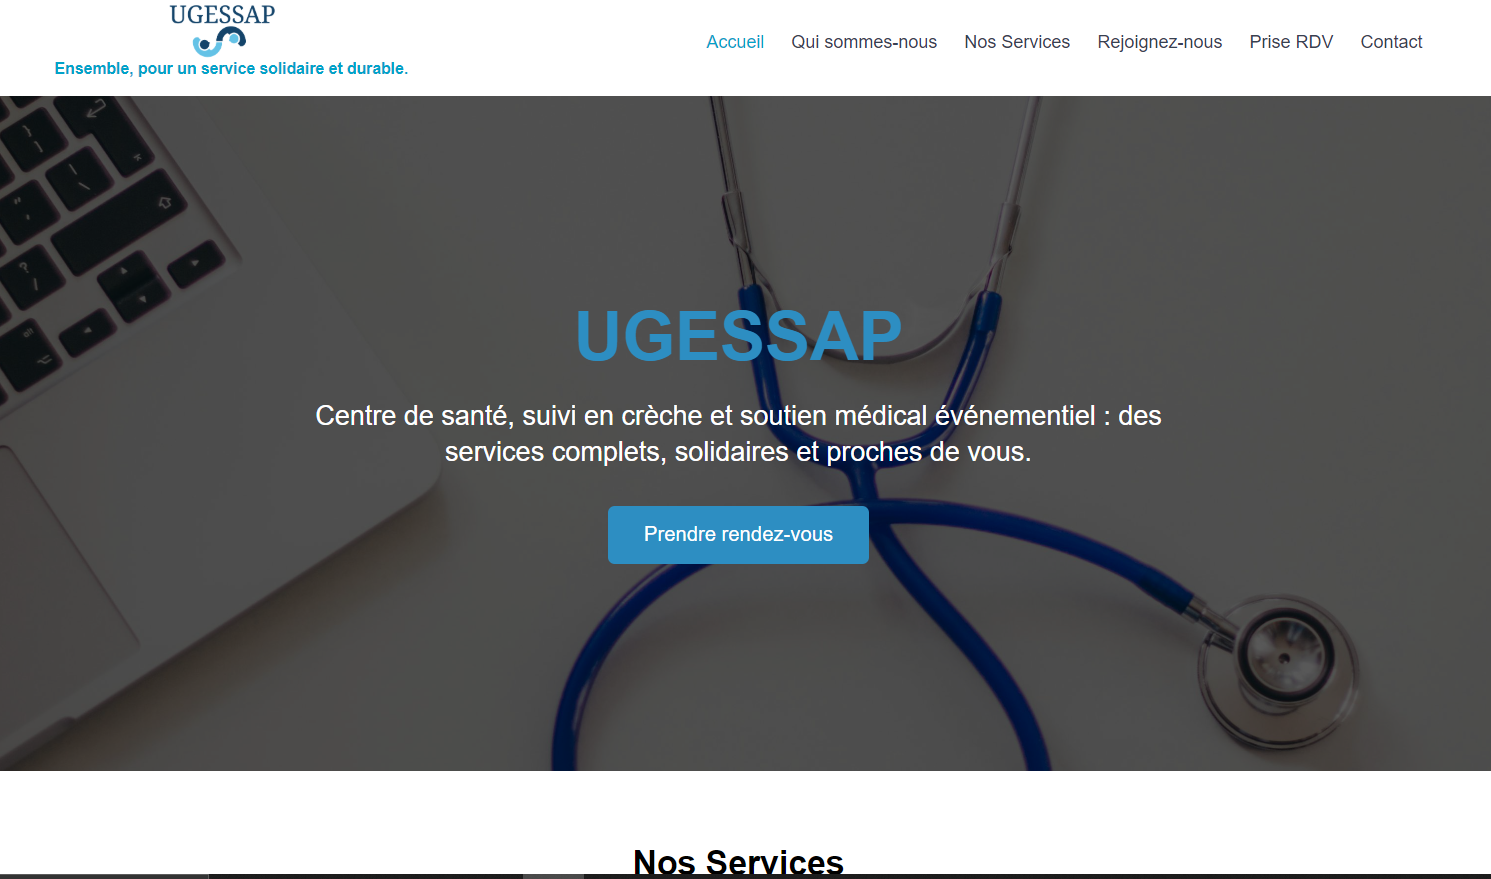 UGESSAP
Ensemble, pour un service solidaire et durable.
Accueil Qui sommes-nous Nos Services Rejoignez-nous Prise RDV Contact
UGESSAP
Centre de santé, suivi en crèche et soutien médical événementiel : des
services complets, solidaires et proches de vous.
Prendre rendez-vous
Nos Services